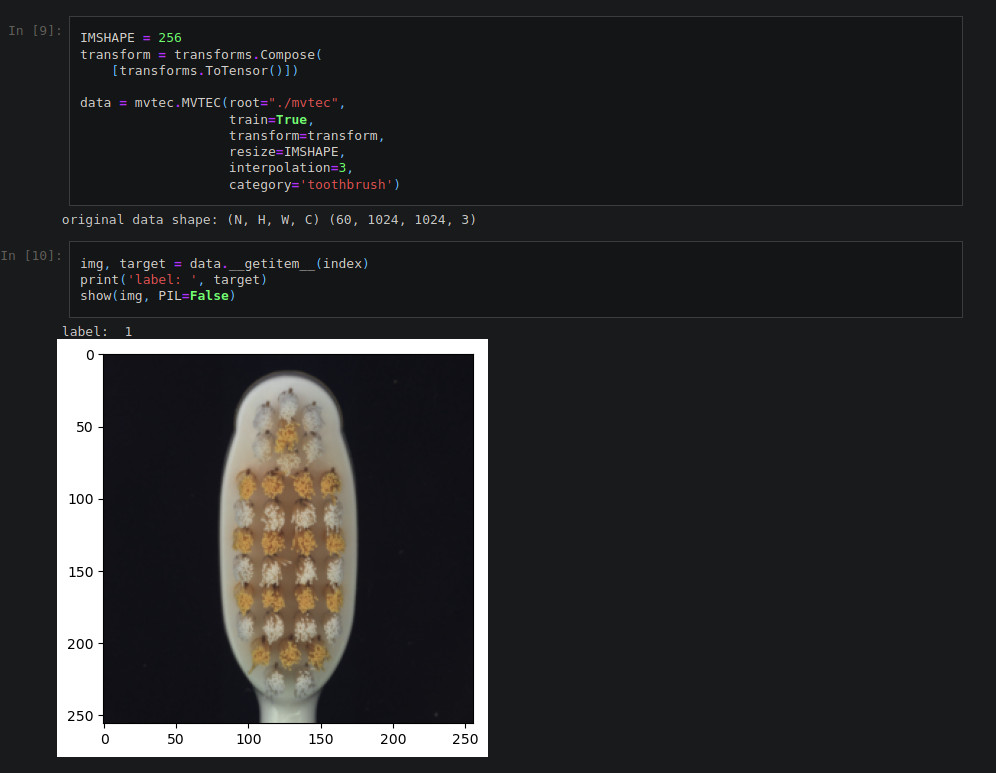 In [9]:
IMSHAPE = 256
transform = transforms.Compose(
    [transforms.ToTensor()])
data = mvtec.MVTEC(root="./mvtec",
                   train=True,
                   transform=transform,
                   resize=IMSHAPE,
                   interpolation=3,
                   category='toothbrush')
original data shape: (N, H, W, C) (60, 1024, 1024, 3)
In [10]:
img, target = data.__getitem__(index)
print('label: ', target)
show(img, PIL=False)
label:  1
0
50
100
150
200
250
0 50 100 150 200 250